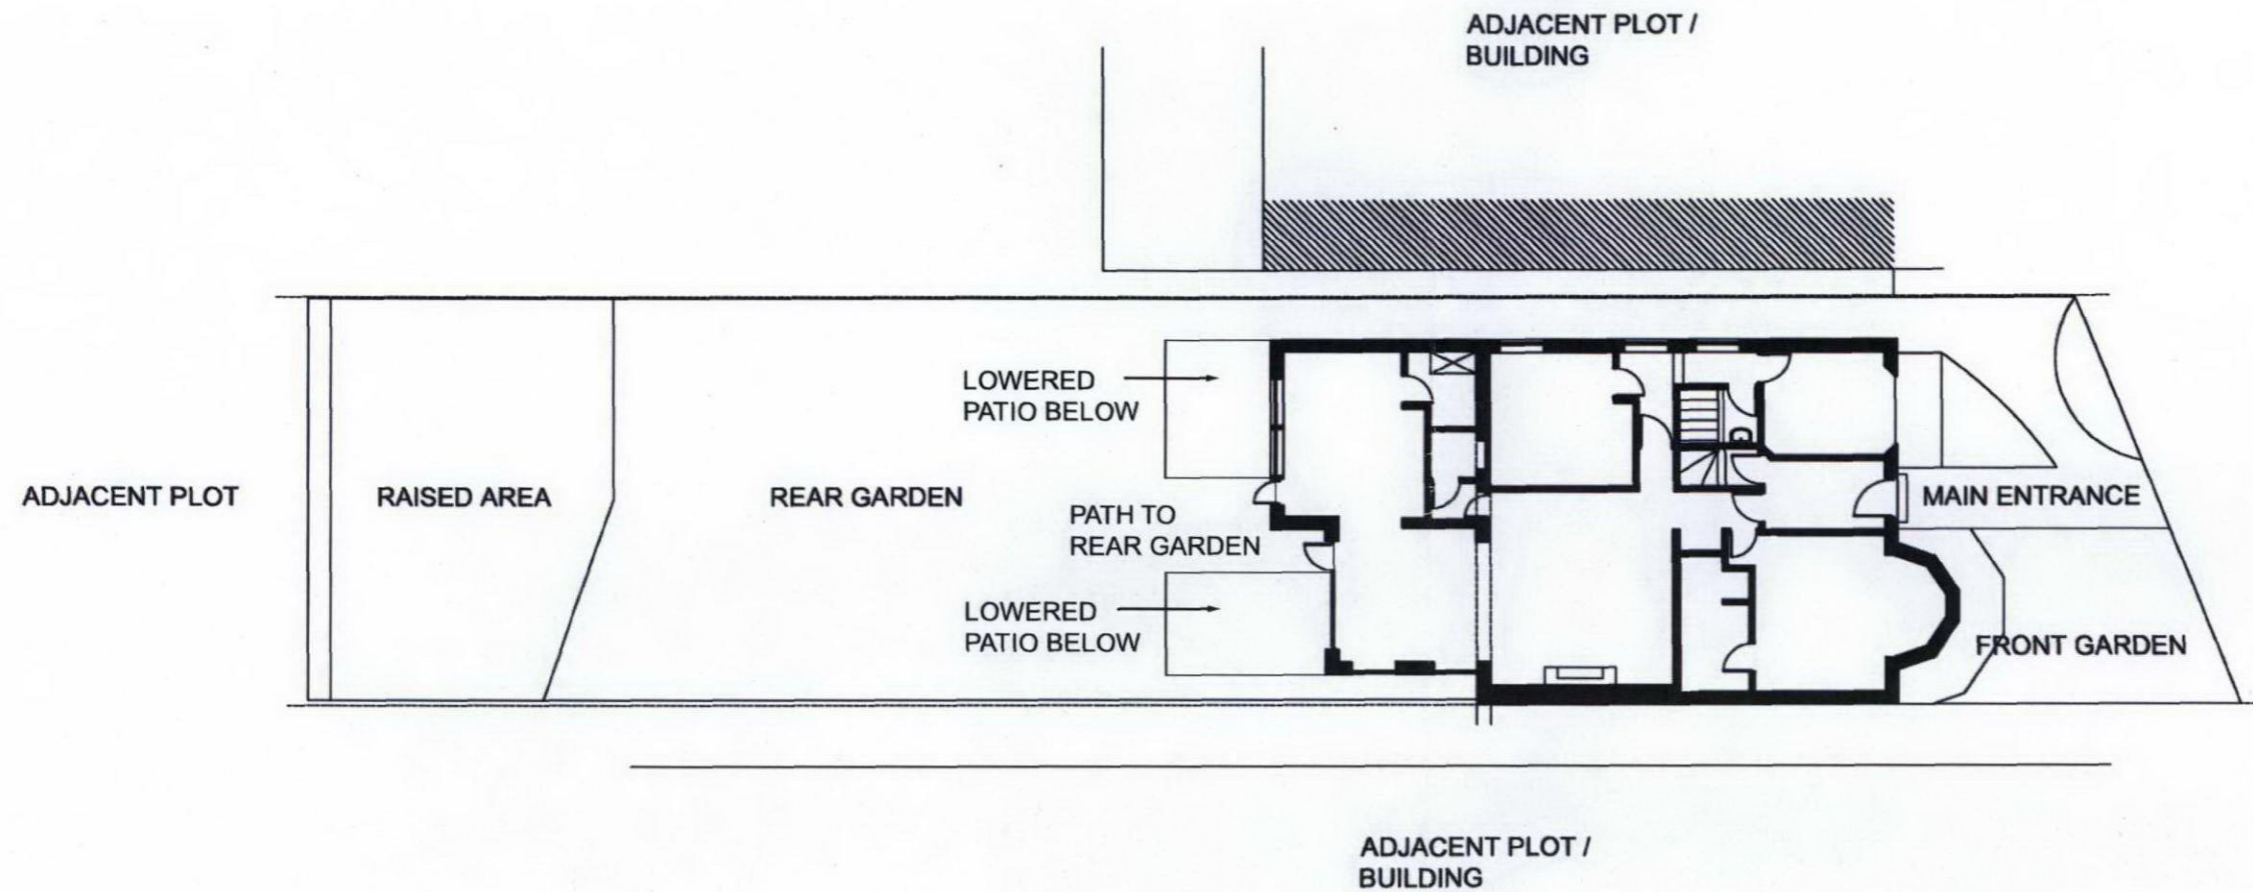 ADJACENT PLOT /
BUILDING
LOWERED
PATIO BELOW
ADJACENT PLOT
RAISED AREA
REAR GARDEN
PATH TO
REAR GARDEN
MAIN ENTRANCE
LOWERED
PATIO BELOW
FRONT GARDEN
ADJACENT PLOT /
BUILDING